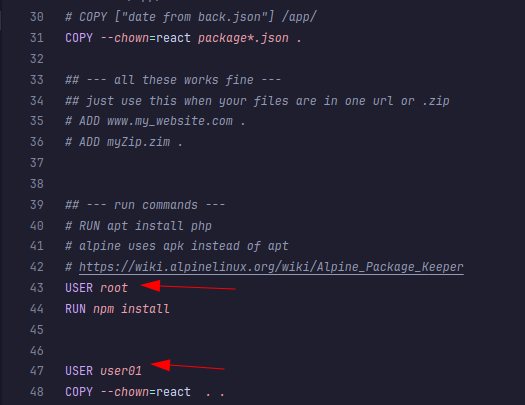 30 # COPY ["date from back.json"] /app/
31 COPY --chown=react package*.json .
32
33 ## --- all these works fine ---
34 ## just use this when your files are in one url or .zip
35 # ADD www.my_website.com .
36 # ADD myZip.zim .
37
38
39 ## --- run commands ---
40 # RUN apt install php
41 # alpine uses apk instead of apt
42 # https://wiki.alpinelinux.org/wiki/Alpine_Package_Keeper
43 USER root
44 RUN npm install
45
46
47 USER user01
48 COPY --chown=react  . .